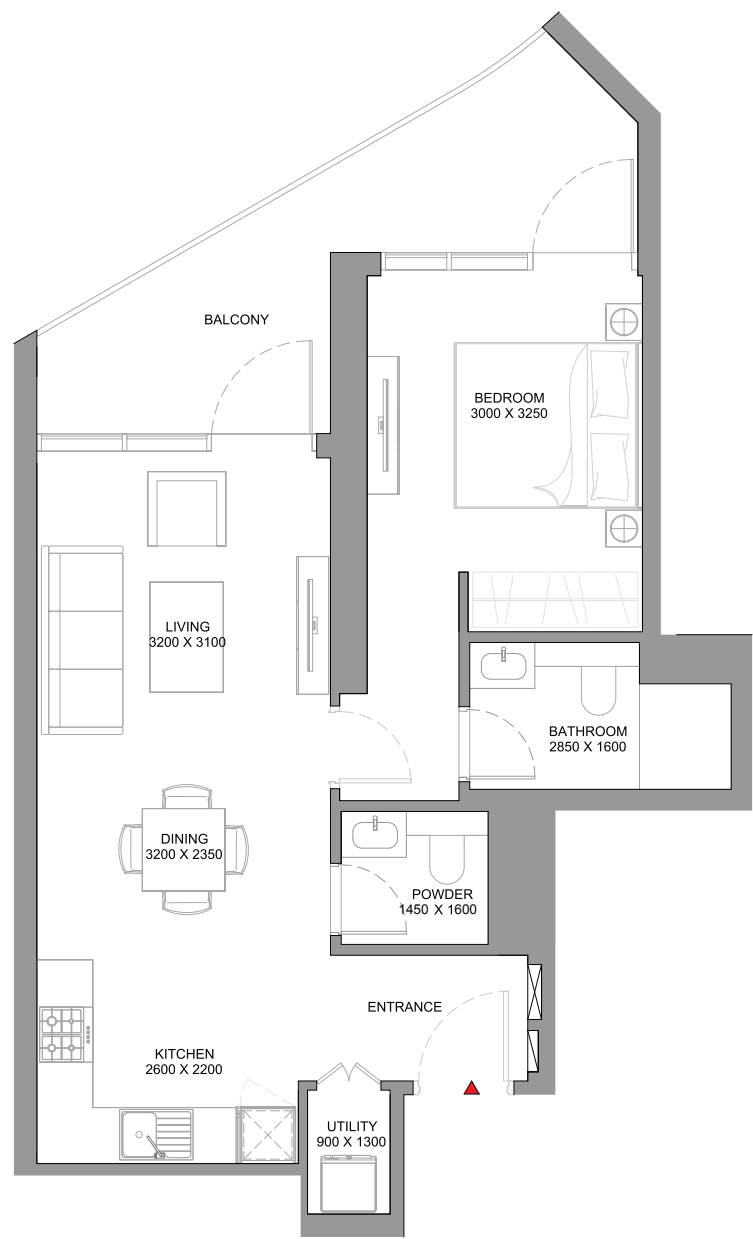 BALCONY
BEDROOM
3000 X 3250
LIVING
3200 X 3100
BATHROOM
2850 X 1600
DINING
3200 X 2350
POWDER
1450 X 1600
ENTRANCE
KITCHEN
2600 X 2200
UTILITY
900 X 1300